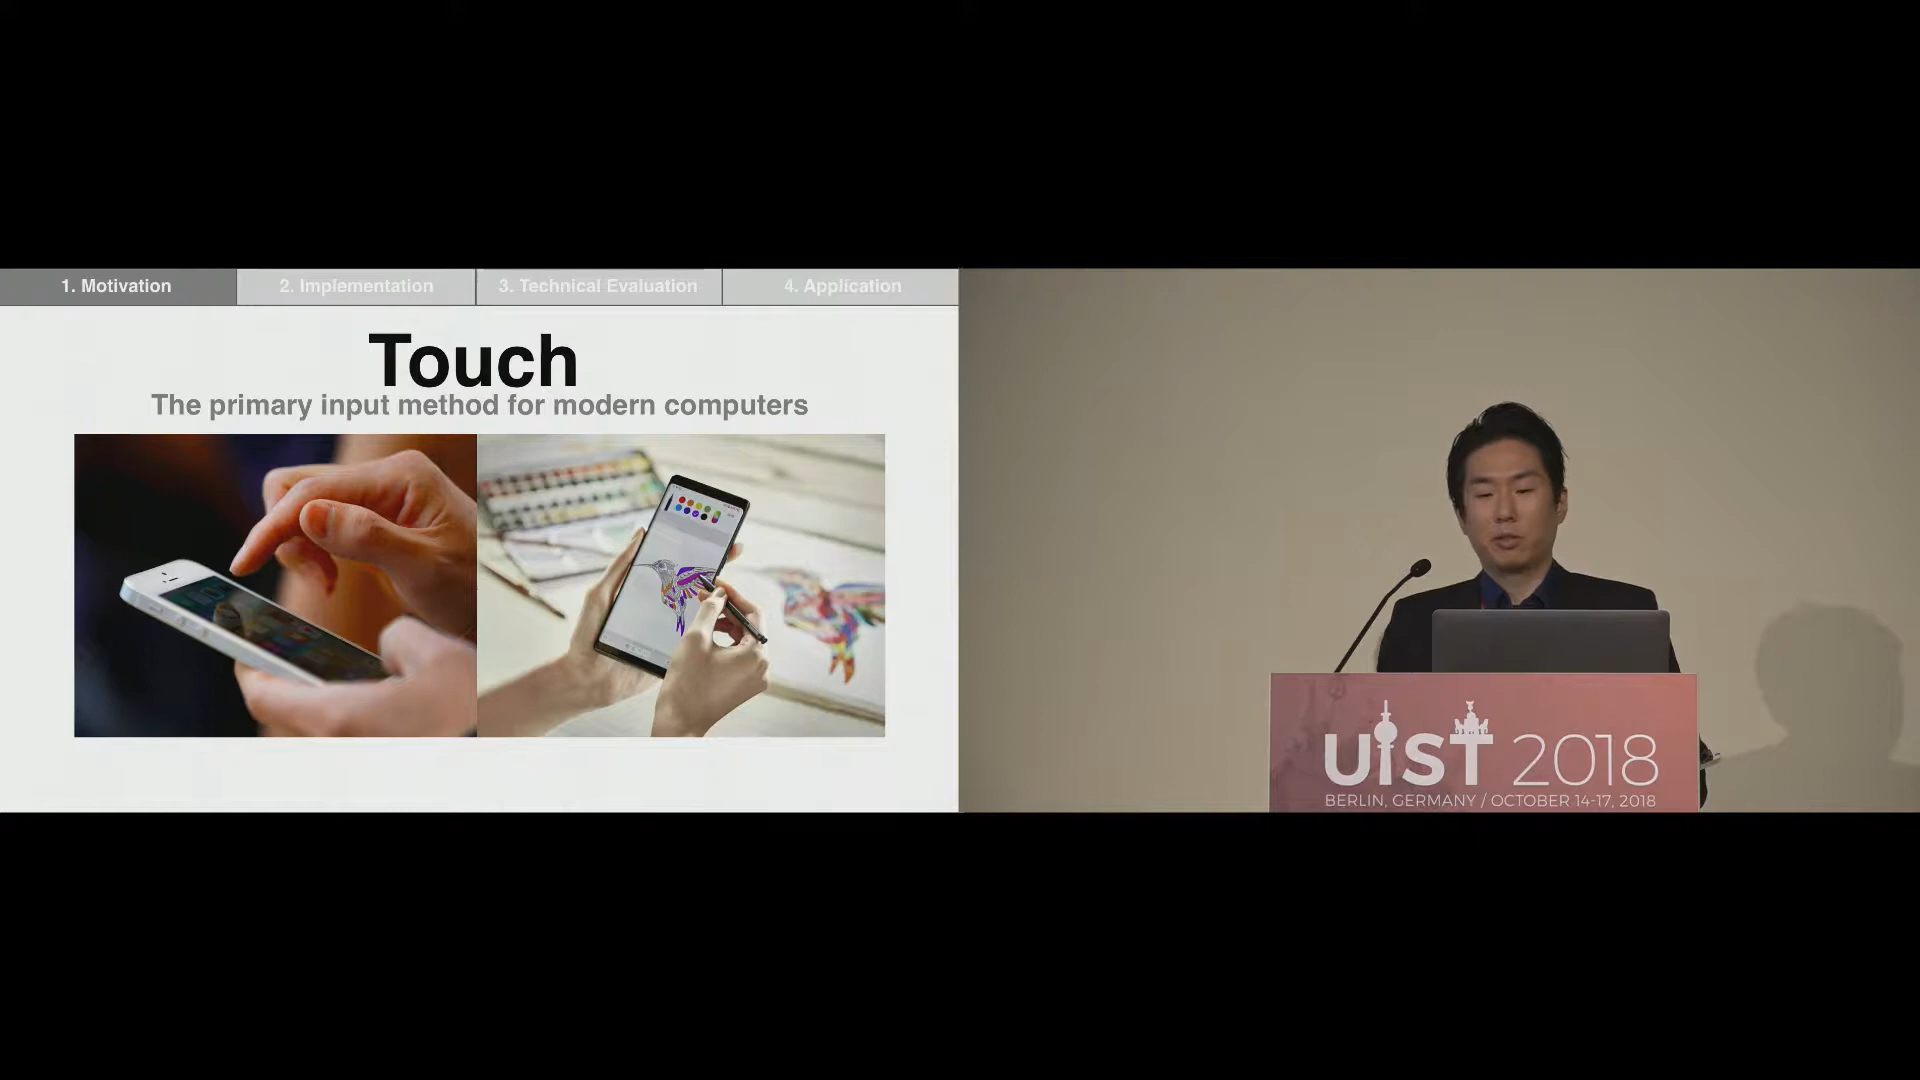 1. Motivation
2. Implementation
3. Technical Evaluation
4. Application
Touch
The primary input method for modern computers
UIST 2018
BERLIN, GERMANY / OCTOBER 14-17, 2018